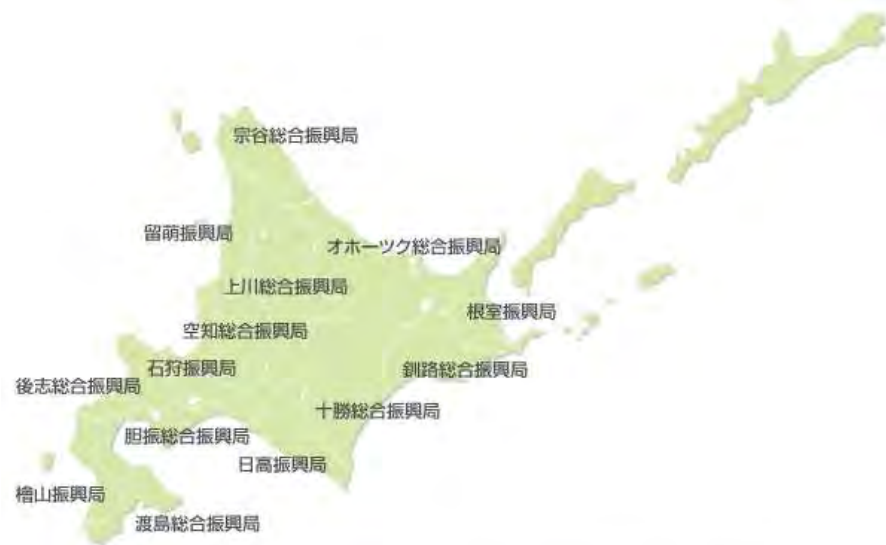 宗谷総合振興局
留萌振興局
オホーツク総合振興局
上川総合振興局
根室振興局
空知総合振興局
石狩振興局
釧路総合振興局
後志総合振興局
十勝総合振興局
胆振総合振興局
日高振興局
檜山振興局
渡島総合振興局